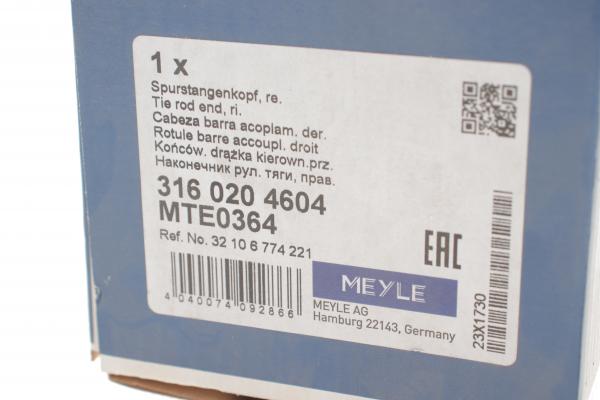 1 x
Spurstangenkopf, re.
Tie rod end, ri.
Cabeza barra acoplam. der.
Rotule barre accoupl. droit
Końców. drążka kierown.prz.
Наконечник рул. тяги, прав.
316 020 4604
MTE0364
Ref. No. 32 10 6 774 221
EAC
4 040074 092866
MEYLE
MEYLE AG
Hamburg 22143, Germany
23X1730